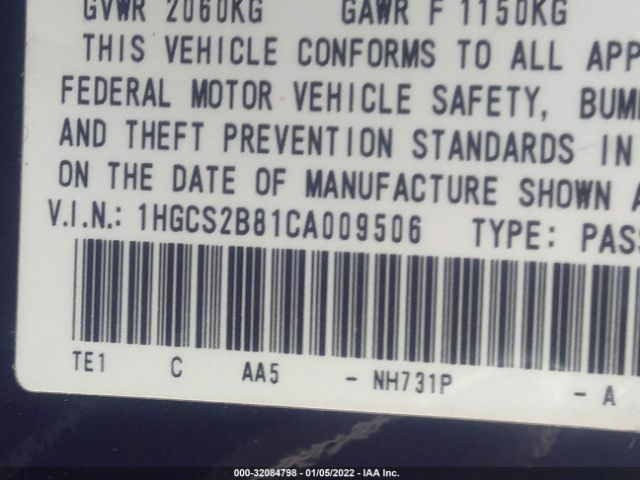 GVWR 2060KG GAWR F 1150KG
THIS VEHICLE CONFORMS TO ALL APP
FEDERAL MOTOR VEHICLE SAFETY, BUM
AND THEFT PREVENTION STANDARDS IN
ON THE DATE OF MANUFACTURE SHOWN A
V.I.N.: 1HGCS2B81CA009506 TYPE: PASS
TE1 C AA5 - NH731P - A
000-32084798 - 01/05/2022 - IAA Inc.